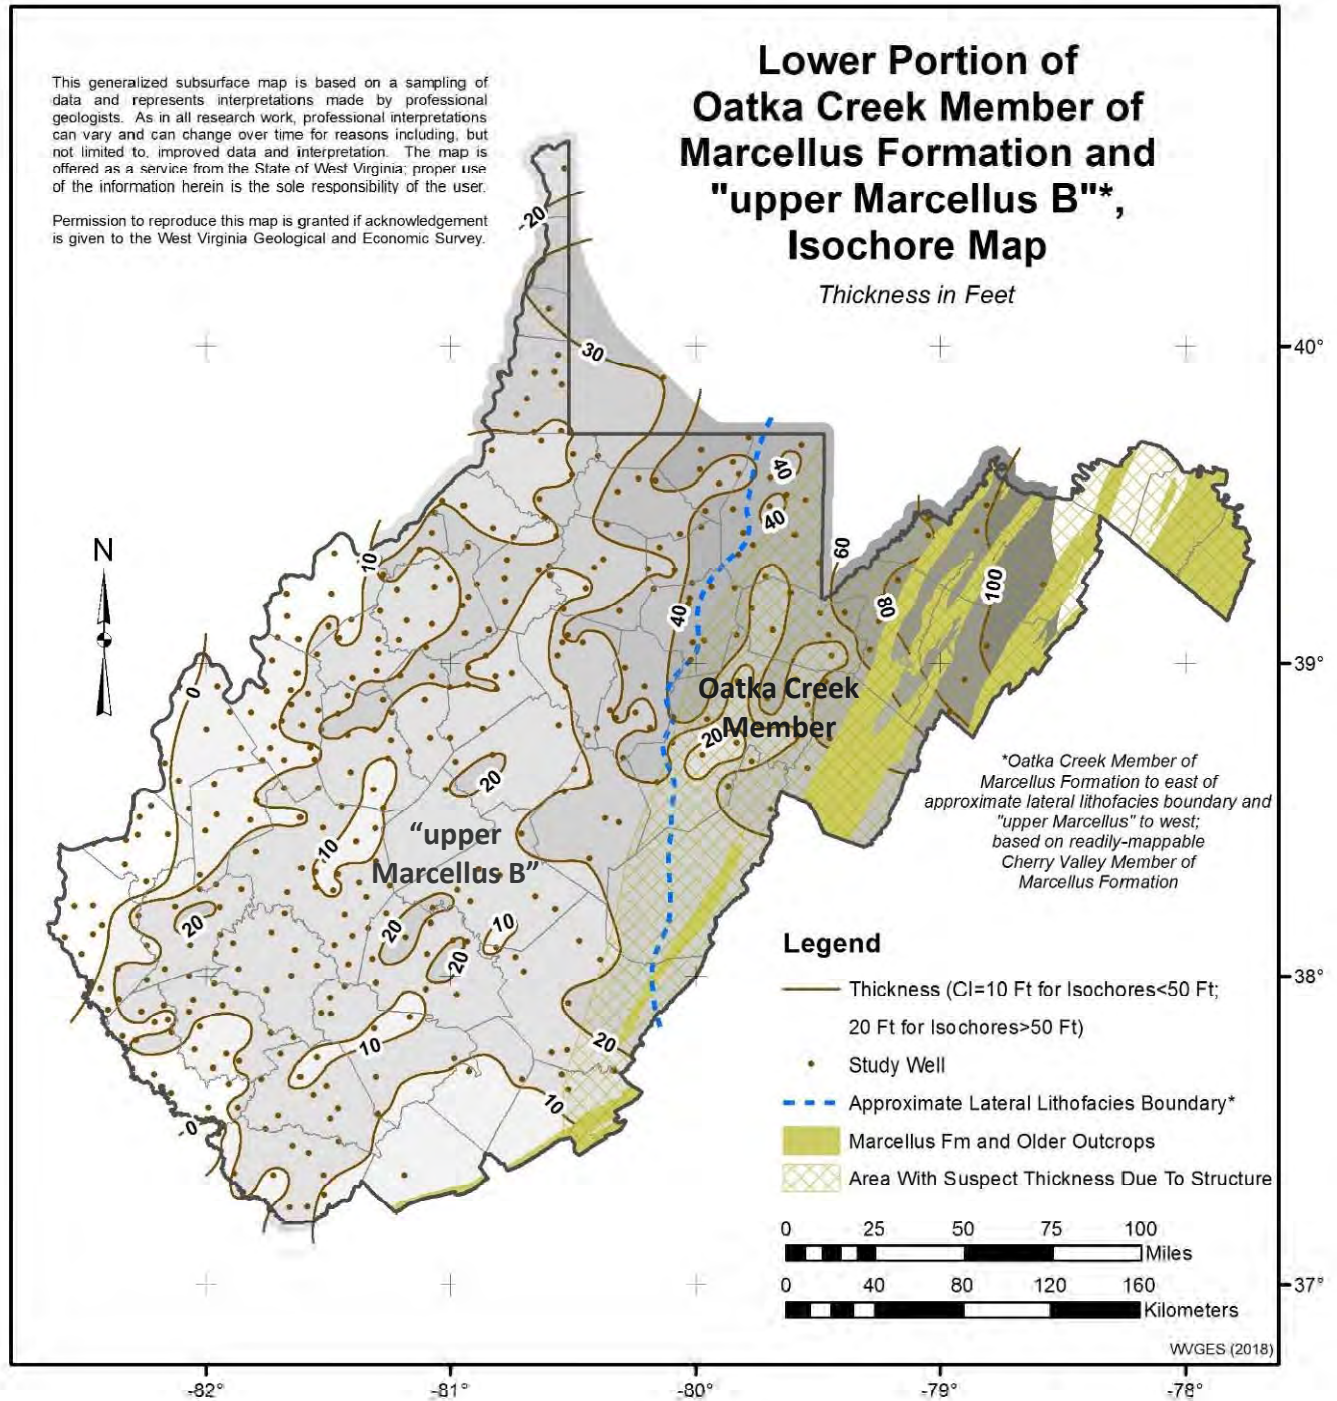 This generalized subsurface map is based on a sampling of
data and represents interpretations made by professional
geologists. As in all research work, professional interpretations
can vary and can change over time for reasons including, but
not limited to, improved data and interpretation. The map is
offered as a service from the State of West Virginia; proper use
of the information herein is the sole responsibility of the user.
Permission to reproduce this map is granted if acknowledgement
is given to the West Virginia Geological and Economic Survey.
Lower Portion of
Oatka Creek Member of
Marcellus Formation and
"upper Marcellus B"*,
Isochore Map
Thickness in Feet
20
30
40°
40
40
N
10
60
80
100
40
0
39°
Oatka Creek
Member
20
20
*Oatka Creek Member of
Marcellus Formation to east of
approximate lateral lithofacies boundary and
"upper Marcellus" to west;
based on readily-mappable
Cherry Valley Member of
Marcellus Formation
“upper
Marcellus B”
10
20
20
10
20
38°
10
20
10
0
Legend
Thickness (CI=10 Ft for Isochores<50 Ft;
20 Ft for Isochores>50 Ft)
Study Well
Approximate Lateral Lithofacies Boundary*
Marcellus Fm and Older Outcrops
Area With Suspect Thickness Due To Structure
0 25 50 75 100
Miles
0 40 80 120 160
Kilometers
37°
WVGES (2018)
-82° -81° -80° -79° -78°